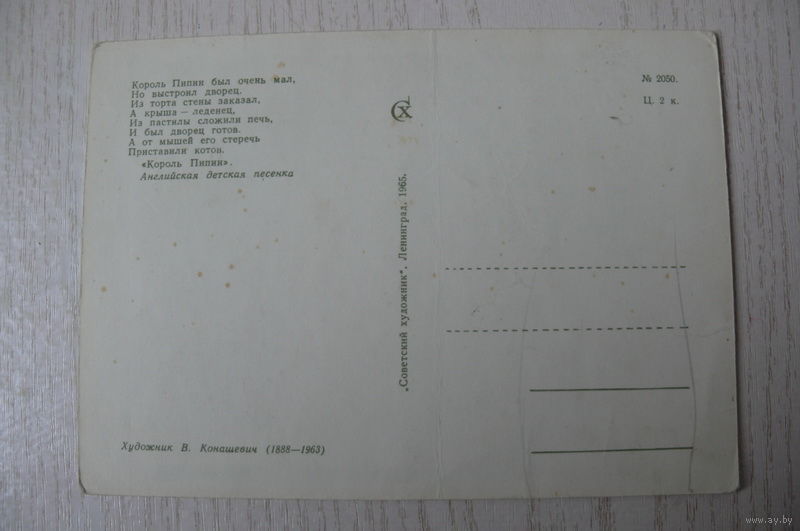 Король Пипин был очень мал,
Но выстроил дворец.
Из торта стены заказал,
А крыша — леденец,
Из пастилы сложили печь,
И был дворец готов.
А от мышей его стеречь
Приставили котов.
«Король Пипин».
Английская детская песенка
Художник В. Конашевич (1888—1963)
СХ
„Советский художник". Ленинград. 1965.
№ 2050.
Ц. 2 к.
www.ay.by